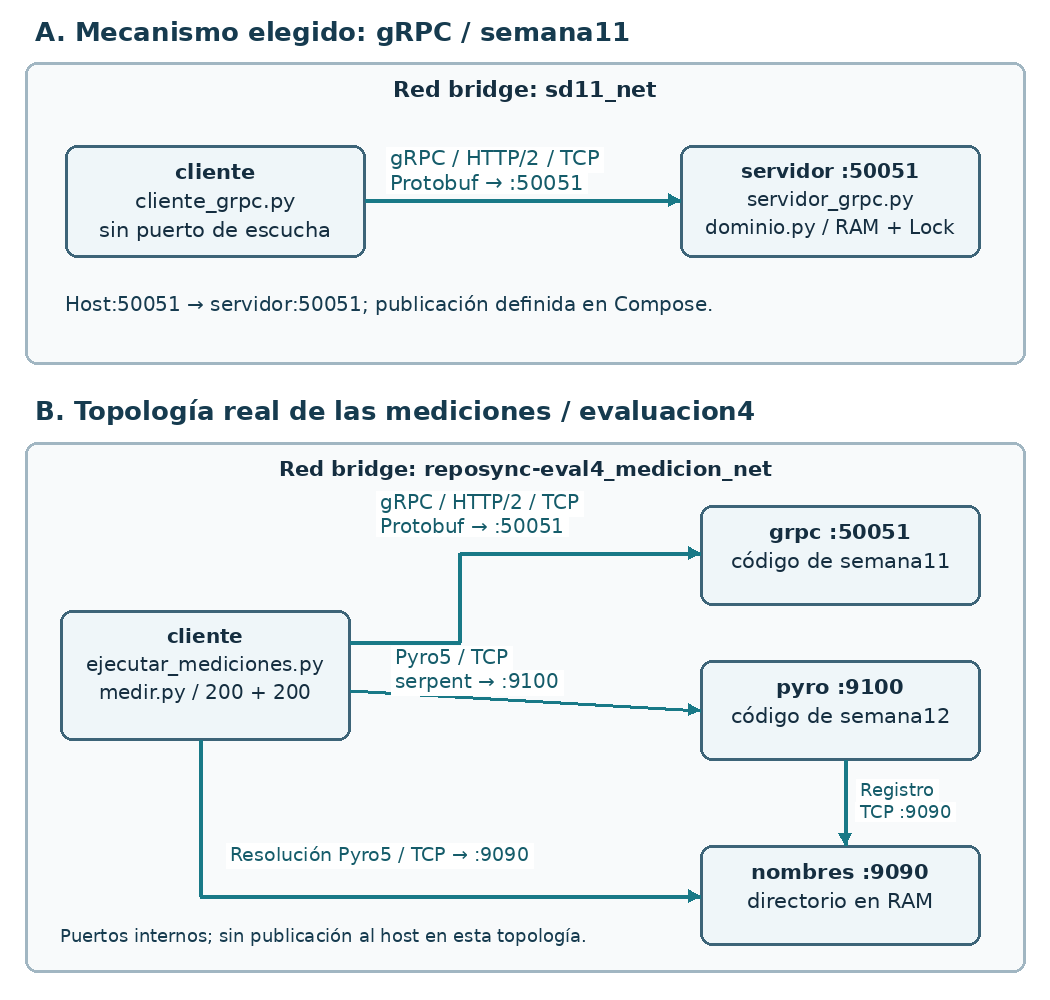 A. Mecanismo elegido: gRPC / semana11
Red bridge: sd11_net
cliente
cliente_grpc.py
sin puerto de escucha
gRPC / HTTP/2 / TCP
Protobuf → :50051
servidor :50051
servidor_grpc.py
dominio.py / RAM + Lock
Host:50051 → servidor:50051; publicación definida en Compose.
B. Topología real de las mediciones / evaluacion4
Red bridge: reposync-eval4_medicion_net
gRPC / HTTP/2 / TCP
Protobuf → :50051
grpc :50051
código de semana11
cliente
ejecutar_mediciones.py
medir.py / 200 + 200
Pyro5 / TCP
serpent → :9100
pyro :9100
código de semana12
Registro
TCP :9090
Resolución Pyro5 / TCP → :9090
nombres :9090
directorio en RAM
Puertos internos; sin publicación al host en esta topología.